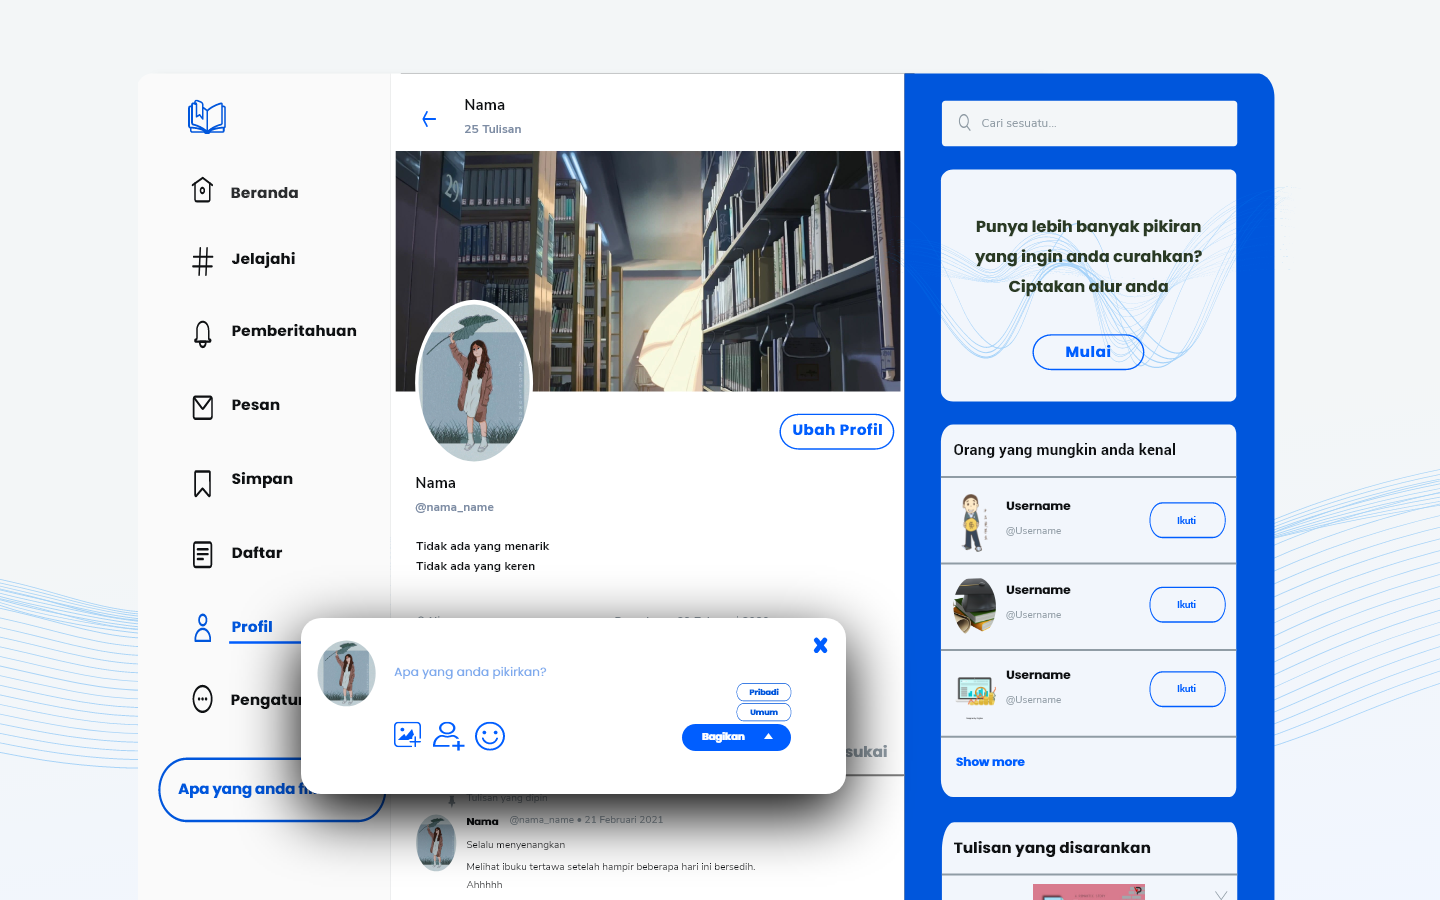 Beranda
Jelajahi
Pemberitahuan
Pesan
Simpan
Daftar
Profil
Apa yang anda
Nama
25 Tulisan
29
Ubah Profil
Nama
@nama_name
Tidak ada yang menarik
Tidak ada yang keren
Apa yang anda pikirkan?
Pribadi
Umum
Bagikan
sukai
Tulisan yang dipin
Nama @nama_name • 21 Februari 2021
Selalu menyenangkan
Melihat ibuku tertawa setelah hampir beberapa hari ini bersedih.
Ahhhhh
Cari sesuatu...
Punya lebih banyak pikiran
yang ingin anda curahkan?
Ciptakan alur anda
Mulai
Orang yang mungkin anda kenal
Username
@Username
Ikuti
Username
@Username
Ikuti
Username
@Username
Ikuti
Show more
Tulisan yang disarankan